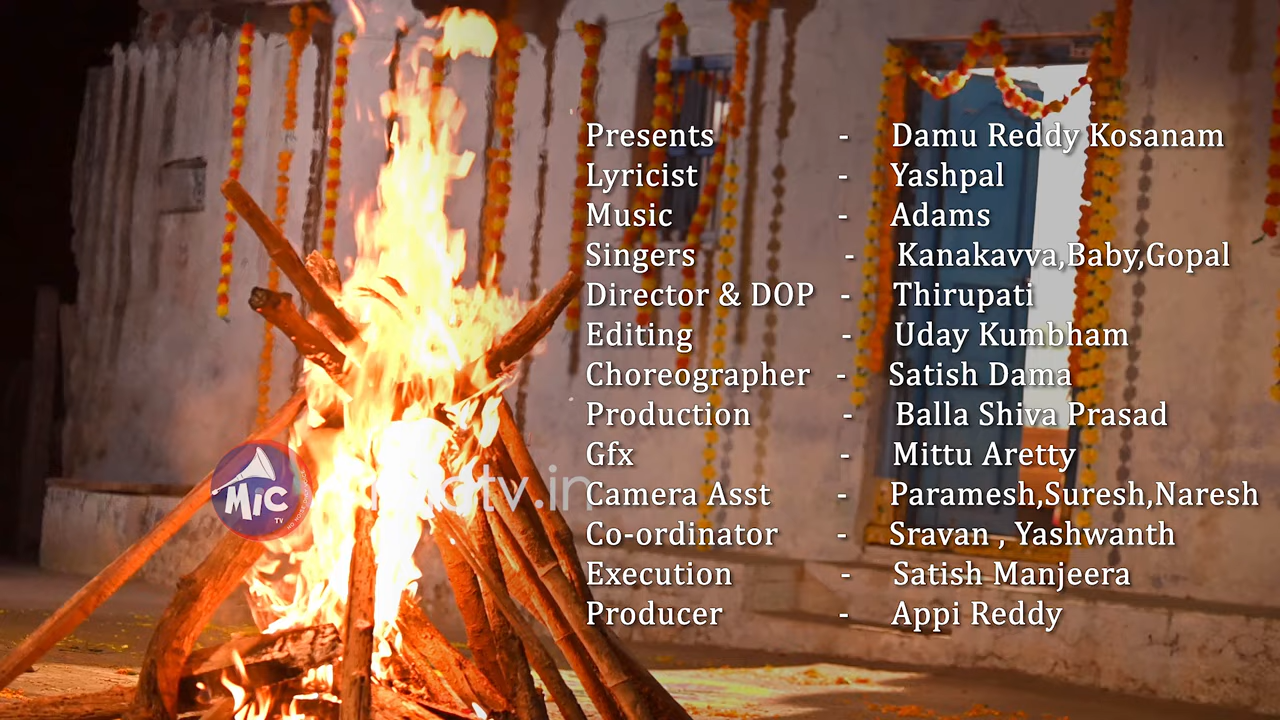 Presents - Damu Reddy Kosanam
Lyricist - Yashpal
Music - Adams
Singers - Kanakavva,Baby,Gopal
Director & DOP - Thirupati
Editing - Uday Kumbham
Choreographer - Satish Dama
Production - Balla Shiva Prasad
Gfx - Mittu Aretty
Camera Asst - Paramesh,Suresh,Naresh
Co-ordinator - Sravan , Yashwanth
Execution - Satish Manjeera
Producer - Appi Reddy
MiC
TV